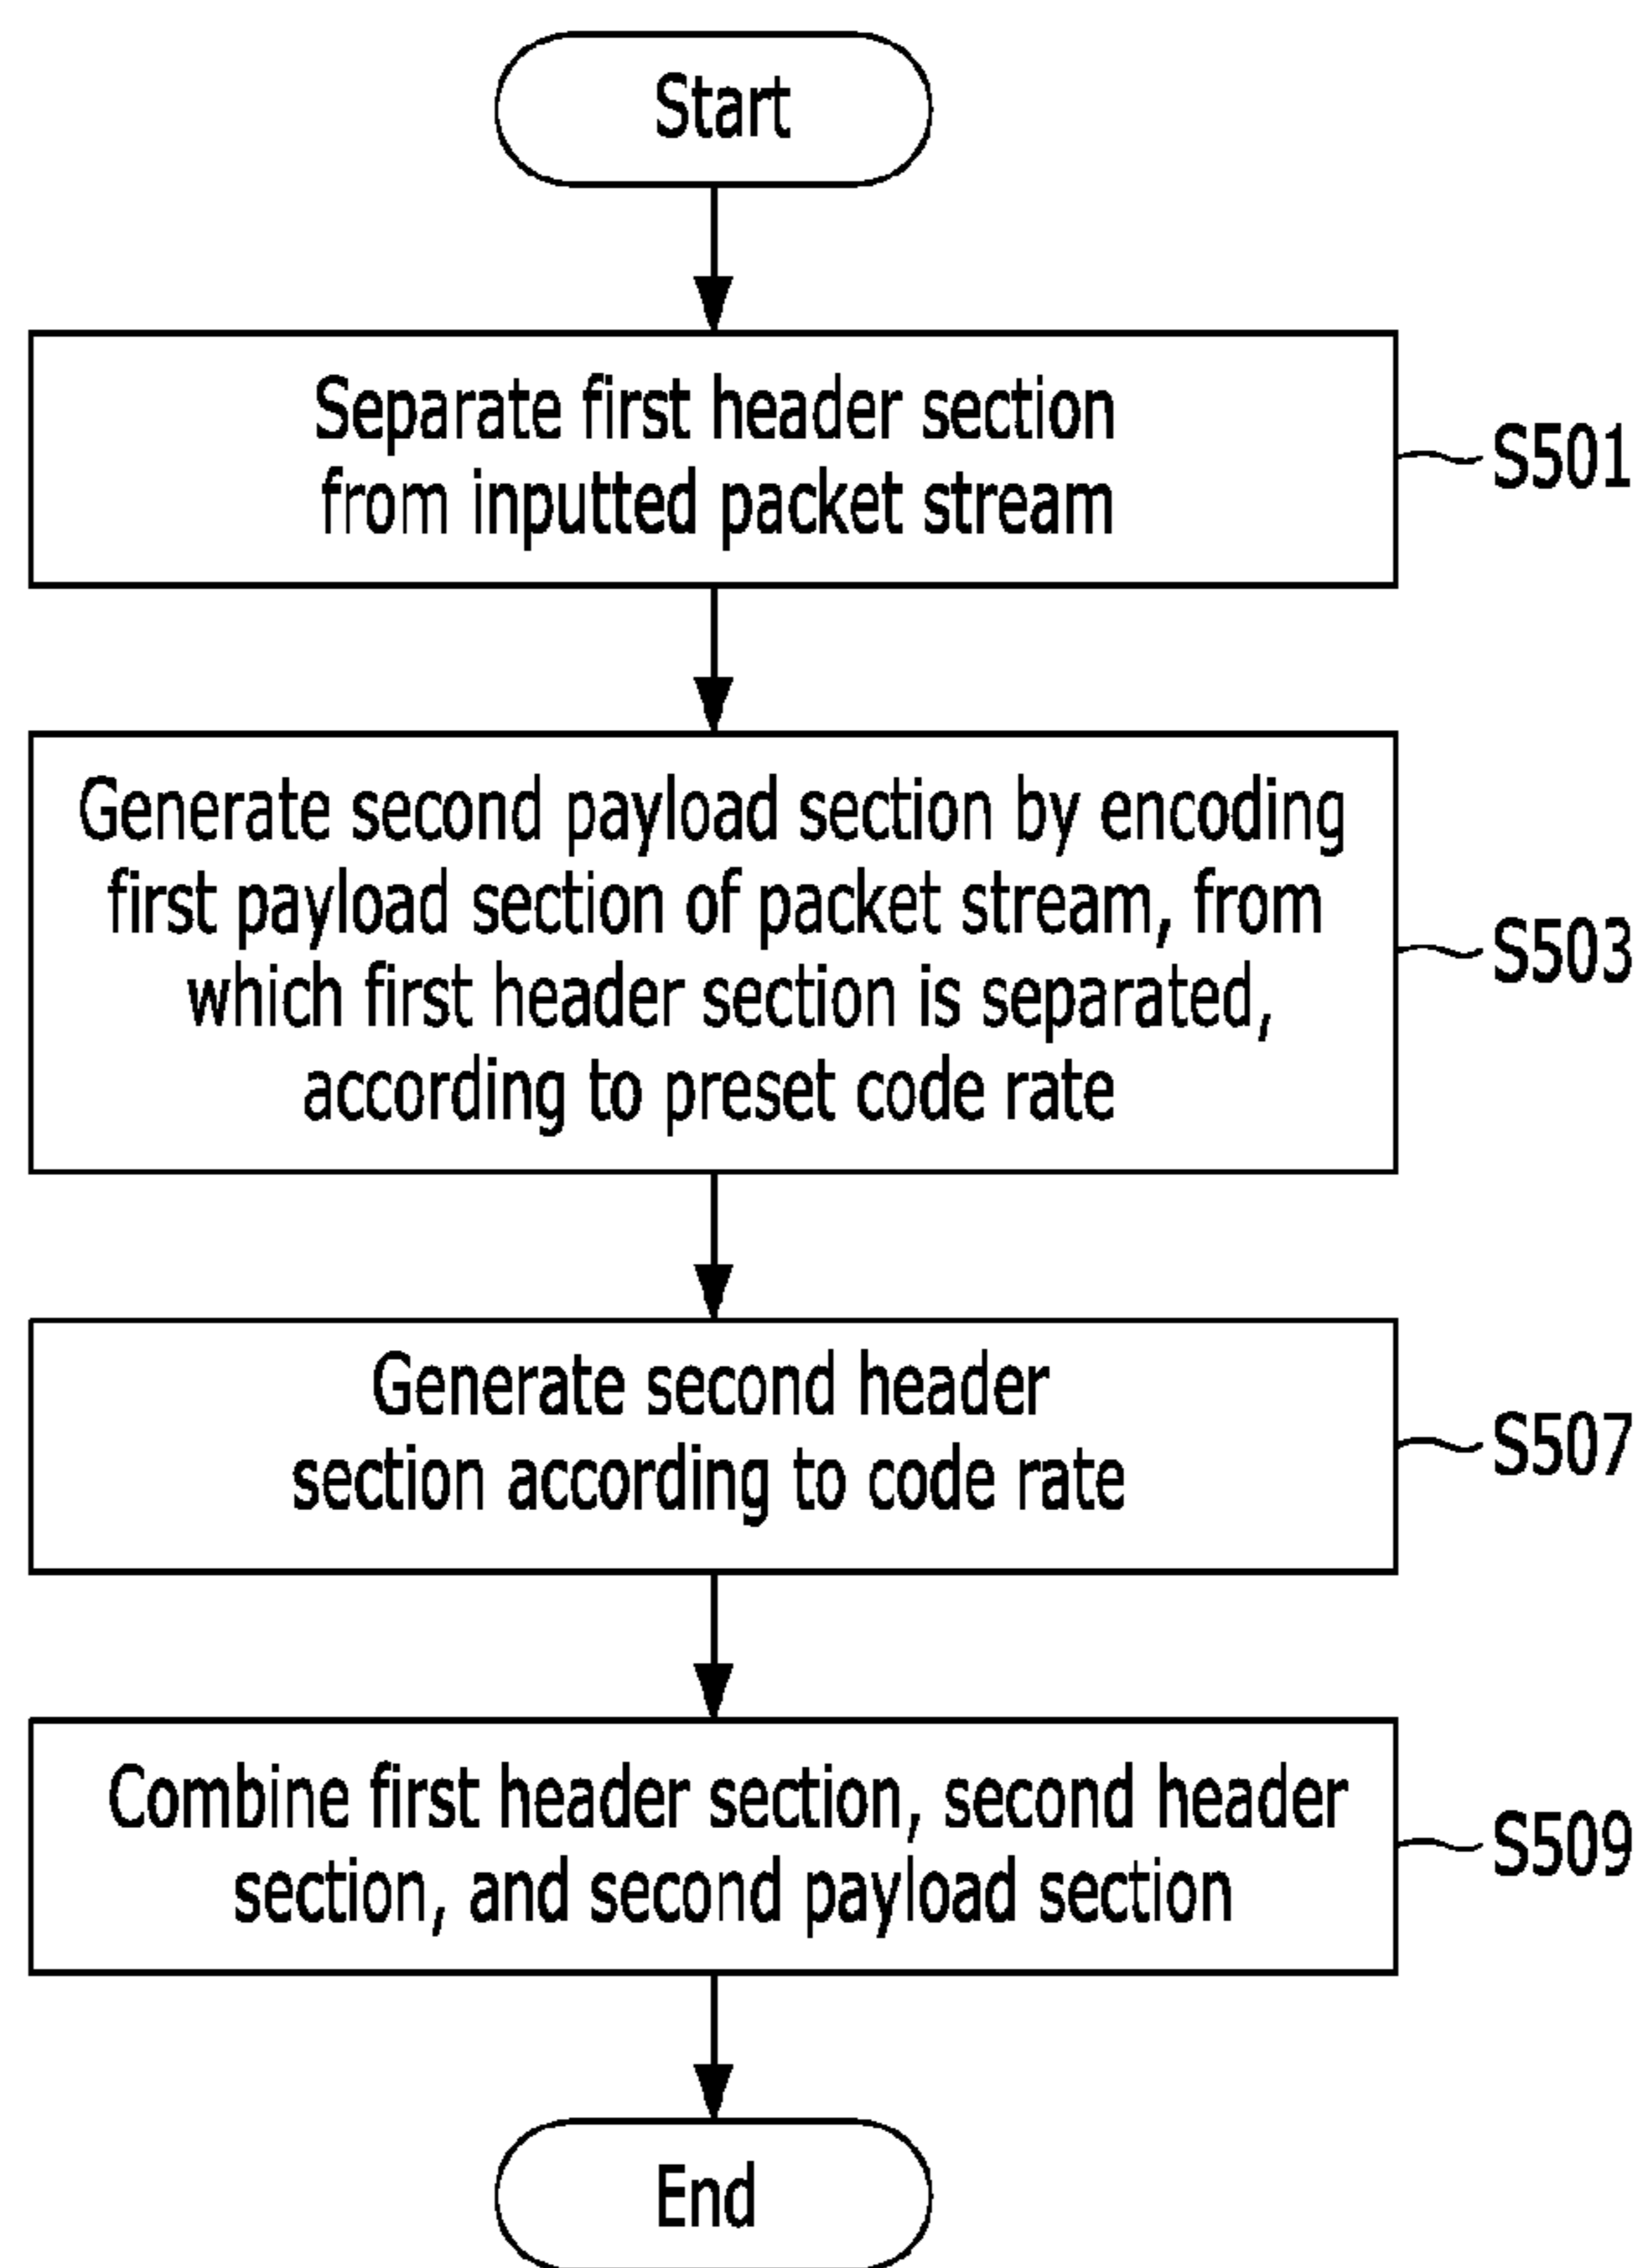 Start
Separate first header section
from inputted packet stream
S501
Generate second payload section by encoding
first payload section of packet stream, from
which first header section is separated,
according to preset code rate
S503
Generate second header
section according to code rate
S507
Combine first header section, second header
section, and second payload section
S509
End